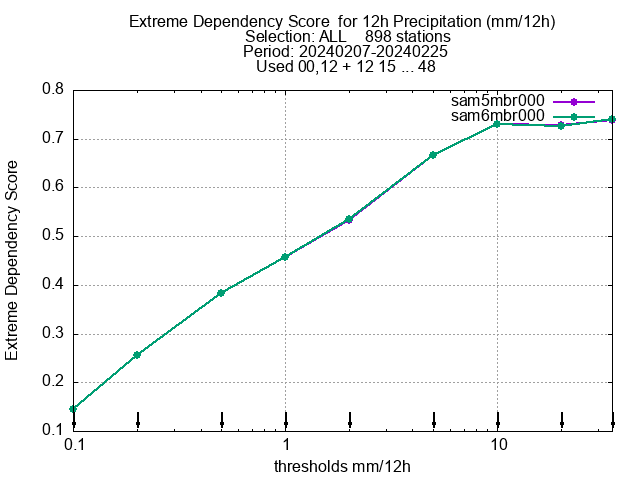 Extreme Dependency Score  for 12h Precipitation (mm/12h)
Selection: ALL    898 stations
Period: 20240207-20240225
Used 00,12 + 12 15 ... 48
sam5mbr000
sam6mbr000
Extreme Dependency Score
0.8
0.7
0.6
0.5
0.4
0.3
0.2
0.1
0.1 1 10
thresholds mm/12h